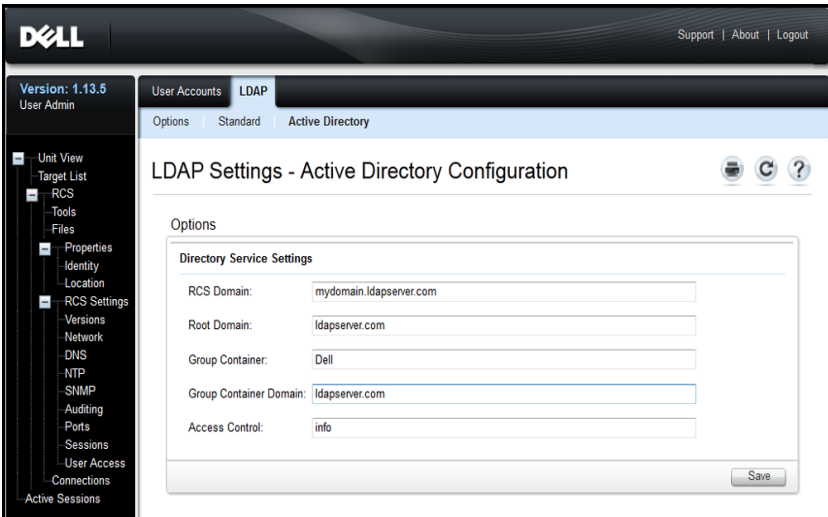 DELL
Support | About | Logout
Version: 1.13.5
User Admin
User Accounts LDAP
Options Standard Active Directory
Unit View
Target List
RCS
Tools
Files
Properties
Identity
Location
RCS Settings
Versions
Network
DNS
NTP
SNMP
Auditing
Ports
Sessions
User Access
Connections
Active Sessions
LDAP Settings - Active Directory Configuration
Options
Directory Service Settings
RCS Domain: mydomain.ldapserver.com
Root Domain: ldapserver.com
Group Container: Dell
Group Container Domain: ldapserver.com
Access Control: info
Save